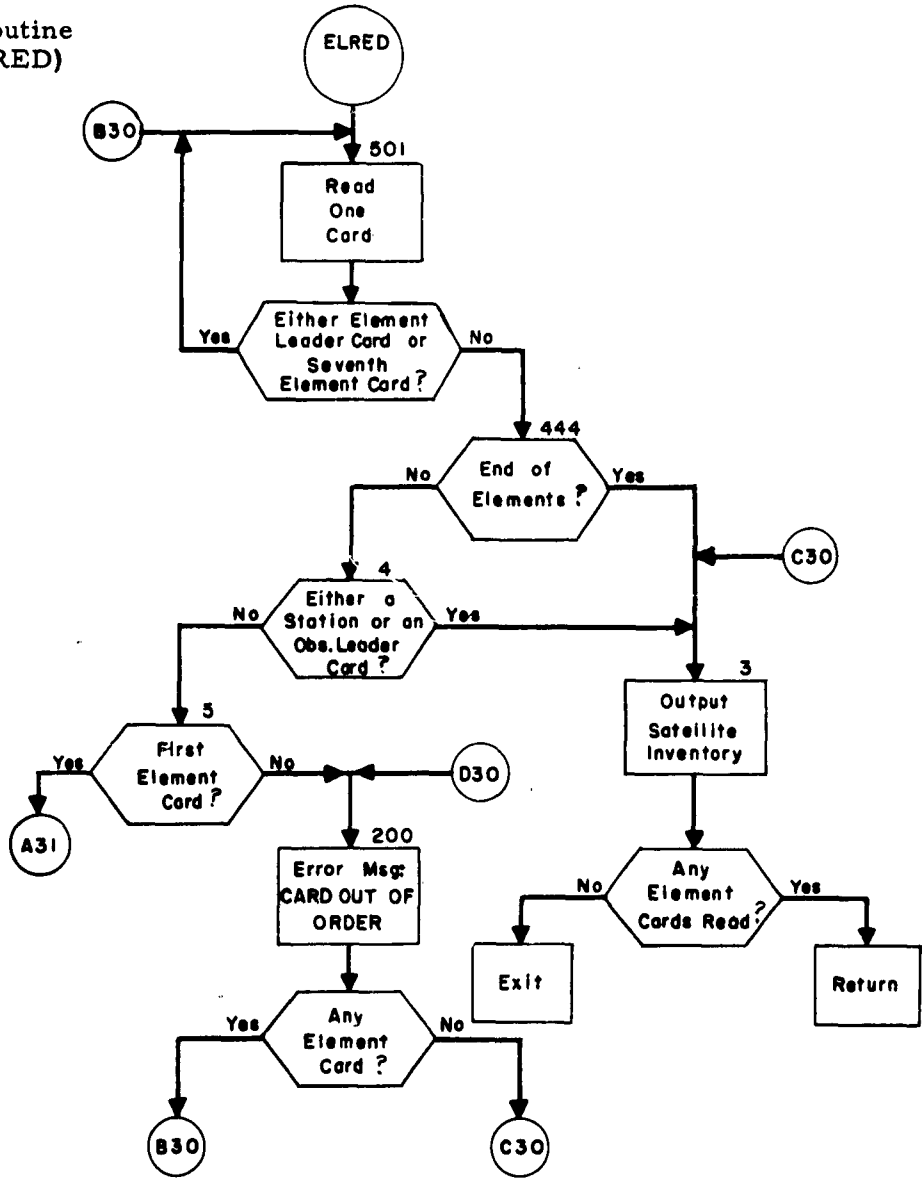 outine
RED)
ELRED
B30
501
Read
One
Card
Either Element
Leader Card or
Seventh
Element Card?
Yes
No
444
End of
Elements?
No
Yes
C30
4
Either a
Station or an
Obs. Leader
Card?
No
Yes
3
Output
Satellite
Inventory
5
First
Element
Card?
Yes
No
D30
A31
200
Error Msg:
CARD OUT OF
ORDER
Any
Element
Cards Read?
No
Yes
Exit
Return
Any
Element
Card?
Yes
No
B30
C30